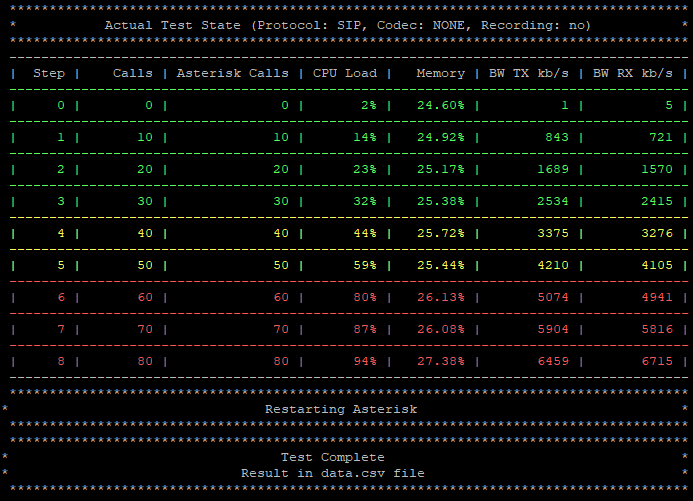 *************************************************************************************
* Actual Test State (Protocol: SIP, Codec: NONE, Recording: no) *
*************************************************************************************
-------------------------------------------------------------------------------------
| Step | Calls | Asterisk Calls | CPU Load | Memory | BW TX kb/s | BW RX kb/s |
-------------------------------------------------------------------------------------
| 0 | 0 | 0 | 2% | 24.60% | 1 | 5 |
-------------------------------------------------------------------------------------
| 1 | 10 | 10 | 14% | 24.92% | 843 | 721 |
-------------------------------------------------------------------------------------
| 2 | 20 | 20 | 23% | 25.17% | 1689 | 1570 |
-------------------------------------------------------------------------------------
| 3 | 30 | 30 | 32% | 25.38% | 2534 | 2415 |
-------------------------------------------------------------------------------------
| 4 | 40 | 40 | 44% | 25.72% | 3375 | 3276 |
-------------------------------------------------------------------------------------
| 5 | 50 | 50 | 59% | 25.44% | 4210 | 4105 |
-------------------------------------------------------------------------------------
| 6 | 60 | 60 | 80% | 26.13% | 5074 | 4941 |
-------------------------------------------------------------------------------------
| 7 | 70 | 70 | 87% | 26.08% | 5904 | 5816 |
-------------------------------------------------------------------------------------
| 8 | 80 | 80 | 94% | 27.38% | 6459 | 6715 |
-------------------------------------------------------------------------------------
*************************************************************************************
* Restarting Asterisk *
*************************************************************************************
*************************************************************************************
* Test Complete *
* Result in data.csv file *
*************************************************************************************